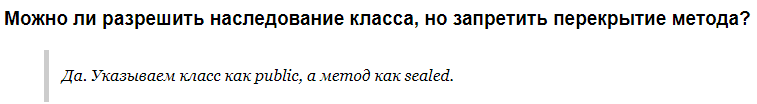 Можно ли разрешить наследование класса, но запретить перекрытие метода?
Да. Указываем класс как public, а метод как sealed.